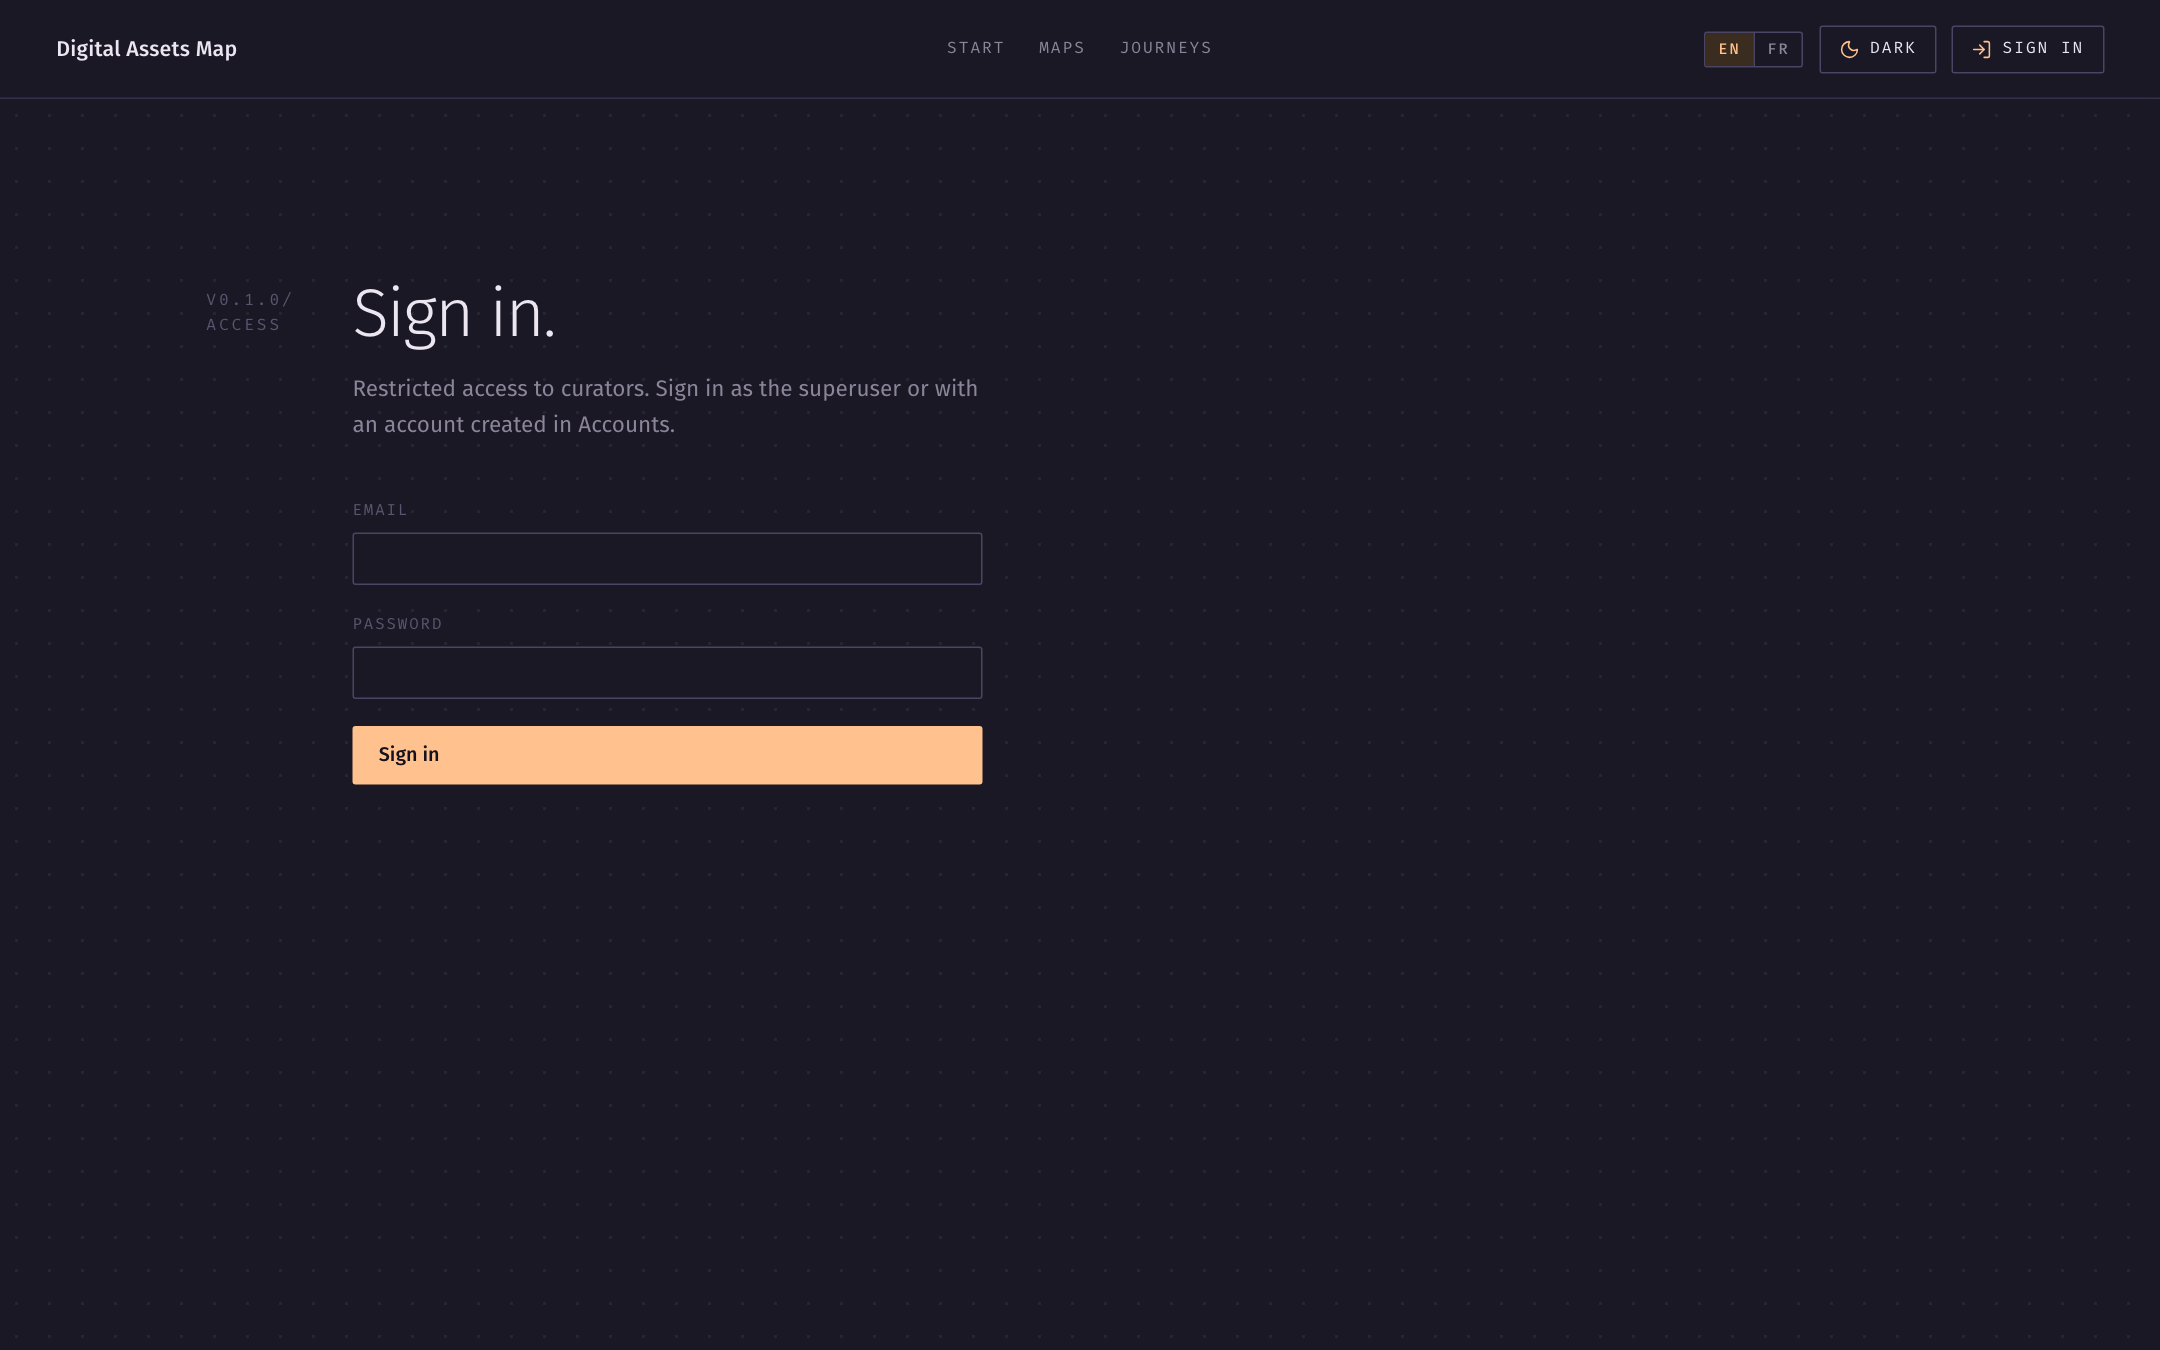 Digital Assets Map
START MAPS JOURNEYS
EN FR DARK SIGN IN
V0.1.0/
ACCESS
Sign in.
Restricted access to curators. Sign in as the superuser or with
an account created in Accounts.
EMAIL
PASSWORD
Sign in